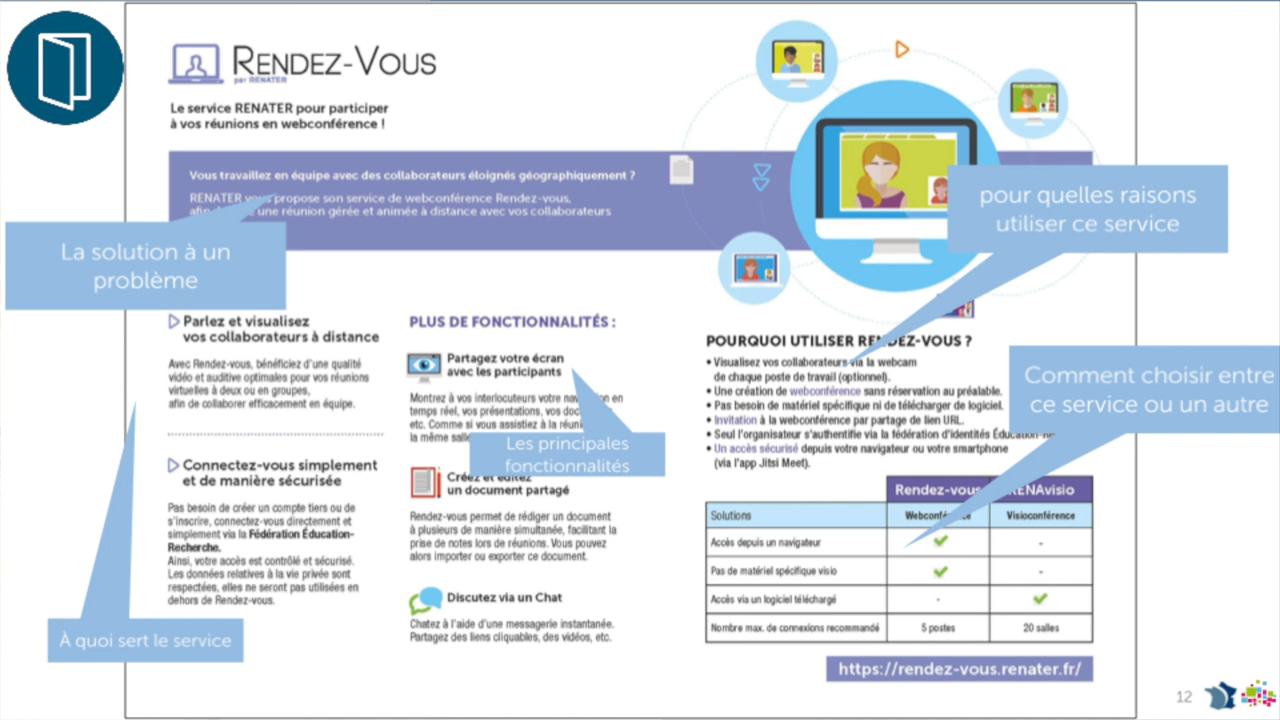 RENDEZ-VOUS
par RENATER
Le service RENATER pour participer
à vos réunions en webconférence !
Vous travaillez en équipe avec des collaborateurs éloignés géographiquement ?
RENATER vous propose son service de webconférence Rendez-vous,
une réunion gérée et animée à distance avec vos collaborateurs
La solution à un
problème
pour quelles raisons
utiliser ce service
Parlez et visualisez
vos collaborateurs à distance
Avec Rendez-vous, bénéficiez d'une qualité
vidéo et auditive optimales pour vos réunions
virtuelles à deux ou en groupes,
afin de collaborer efficacement en équipe.
Connectez-vous simplement
et de manière sécurisée
Pas besoin de créer un compte tiers ou de
s'inscrire, connectez-vous directement et
simplement via la Fédération Éducation-
Recherche.
Ainsi, votre accès est contrôlé et sécurisé.
Les données relatives à la vie privée sont
respectées, elles ne seront pas utilisées en
dehors de Rendez-vous.
À quoi sert le service
PLUS DE FONCTIONNALITÉS :
Partagez votre écran
avec les participants
Montrez à vos interlocuteurs votre navigation en
temps réel, vos présentations, vos
etc. Comme si vous assistiez à la
la même salle
Les principales
fonctionnalités
Créez et éditez
un document partagé
Rendez-vous permet de rédiger un document
à plusieurs de manière simultanée, facilitant la
prise de notes lors de réunions. Vous pouvez
alors importer ou exporter ce document.
Discutez via un Chat
Chatez à l'aide d'une messagerie instantanée.
Partagez des liens cliquables, des vidéos, etc.
POURQUOI UTILISER RENDEZ-VOUS ?
• Visualisez vos collaborateurs via la webcam
de chaque poste de travail (optionnel).
• Une création de webconférence sans réservation au préalable.
• Pas besoin de matériel spécifique ni de télécharger de logiciel.
• Invitation à la webconférence par partage de lien URL.
• Seul l'organisateur s'authentifie via la fédération d'identités
• Un accès sécurisé depuis votre navigateur ou votre smartphone
(via l'app Jitsi Meet).
Comment choisir entre
ce service ou un autre
Rendez-vous RENAvisio
Solutions Webconférence Visioconférence
Accès depuis un navigateur ✔ -
Pas de matériel spécifique visio ✔ -
Accès via un logiciel téléchargé - ✔
Nombre max. de connexions recommandé 5 postes 20 salles
https://rendez-vous.renater.fr/
12